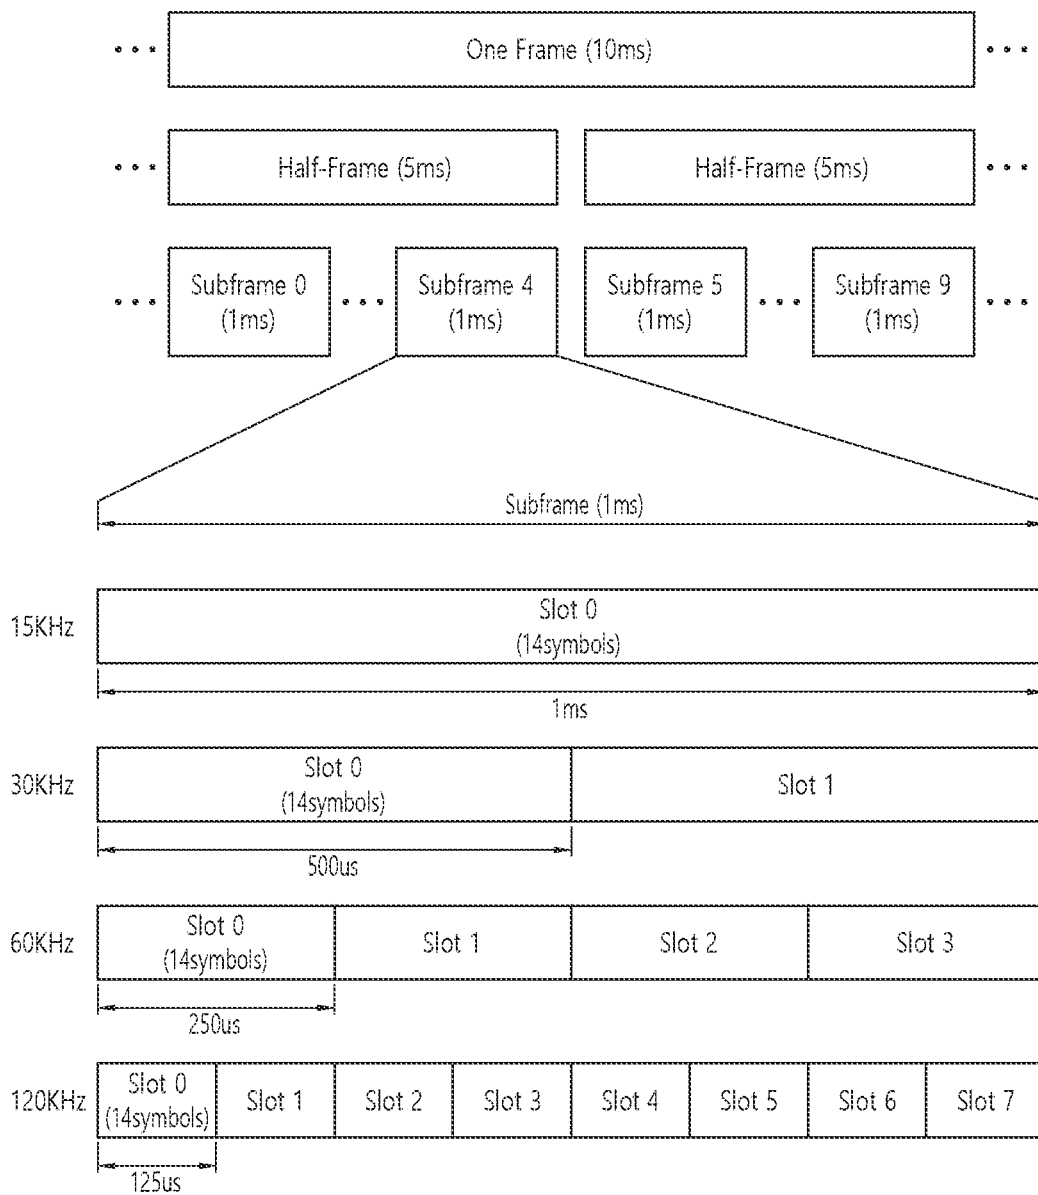 One Frame (10ms)
Half-Frame (5ms) Half-Frame (5ms)
Subframe 0 Subframe 4 Subframe 5 Subframe 9
(1ms) (1ms) (1ms) (1ms)
Subframe (1ms)
15KHz
Slot 0
(14symbols)
1ms
30KHz
Slot 0
(14symbols)
Slot 1
500us
60KHz
Slot 0
(14symbols)
Slot 1
Slot 2
Slot 3
250us
120KHz
Slot 0
(14symbols)
Slot 1
Slot 2
Slot 3
Slot 4
Slot 5
Slot 6
Slot 7
125us